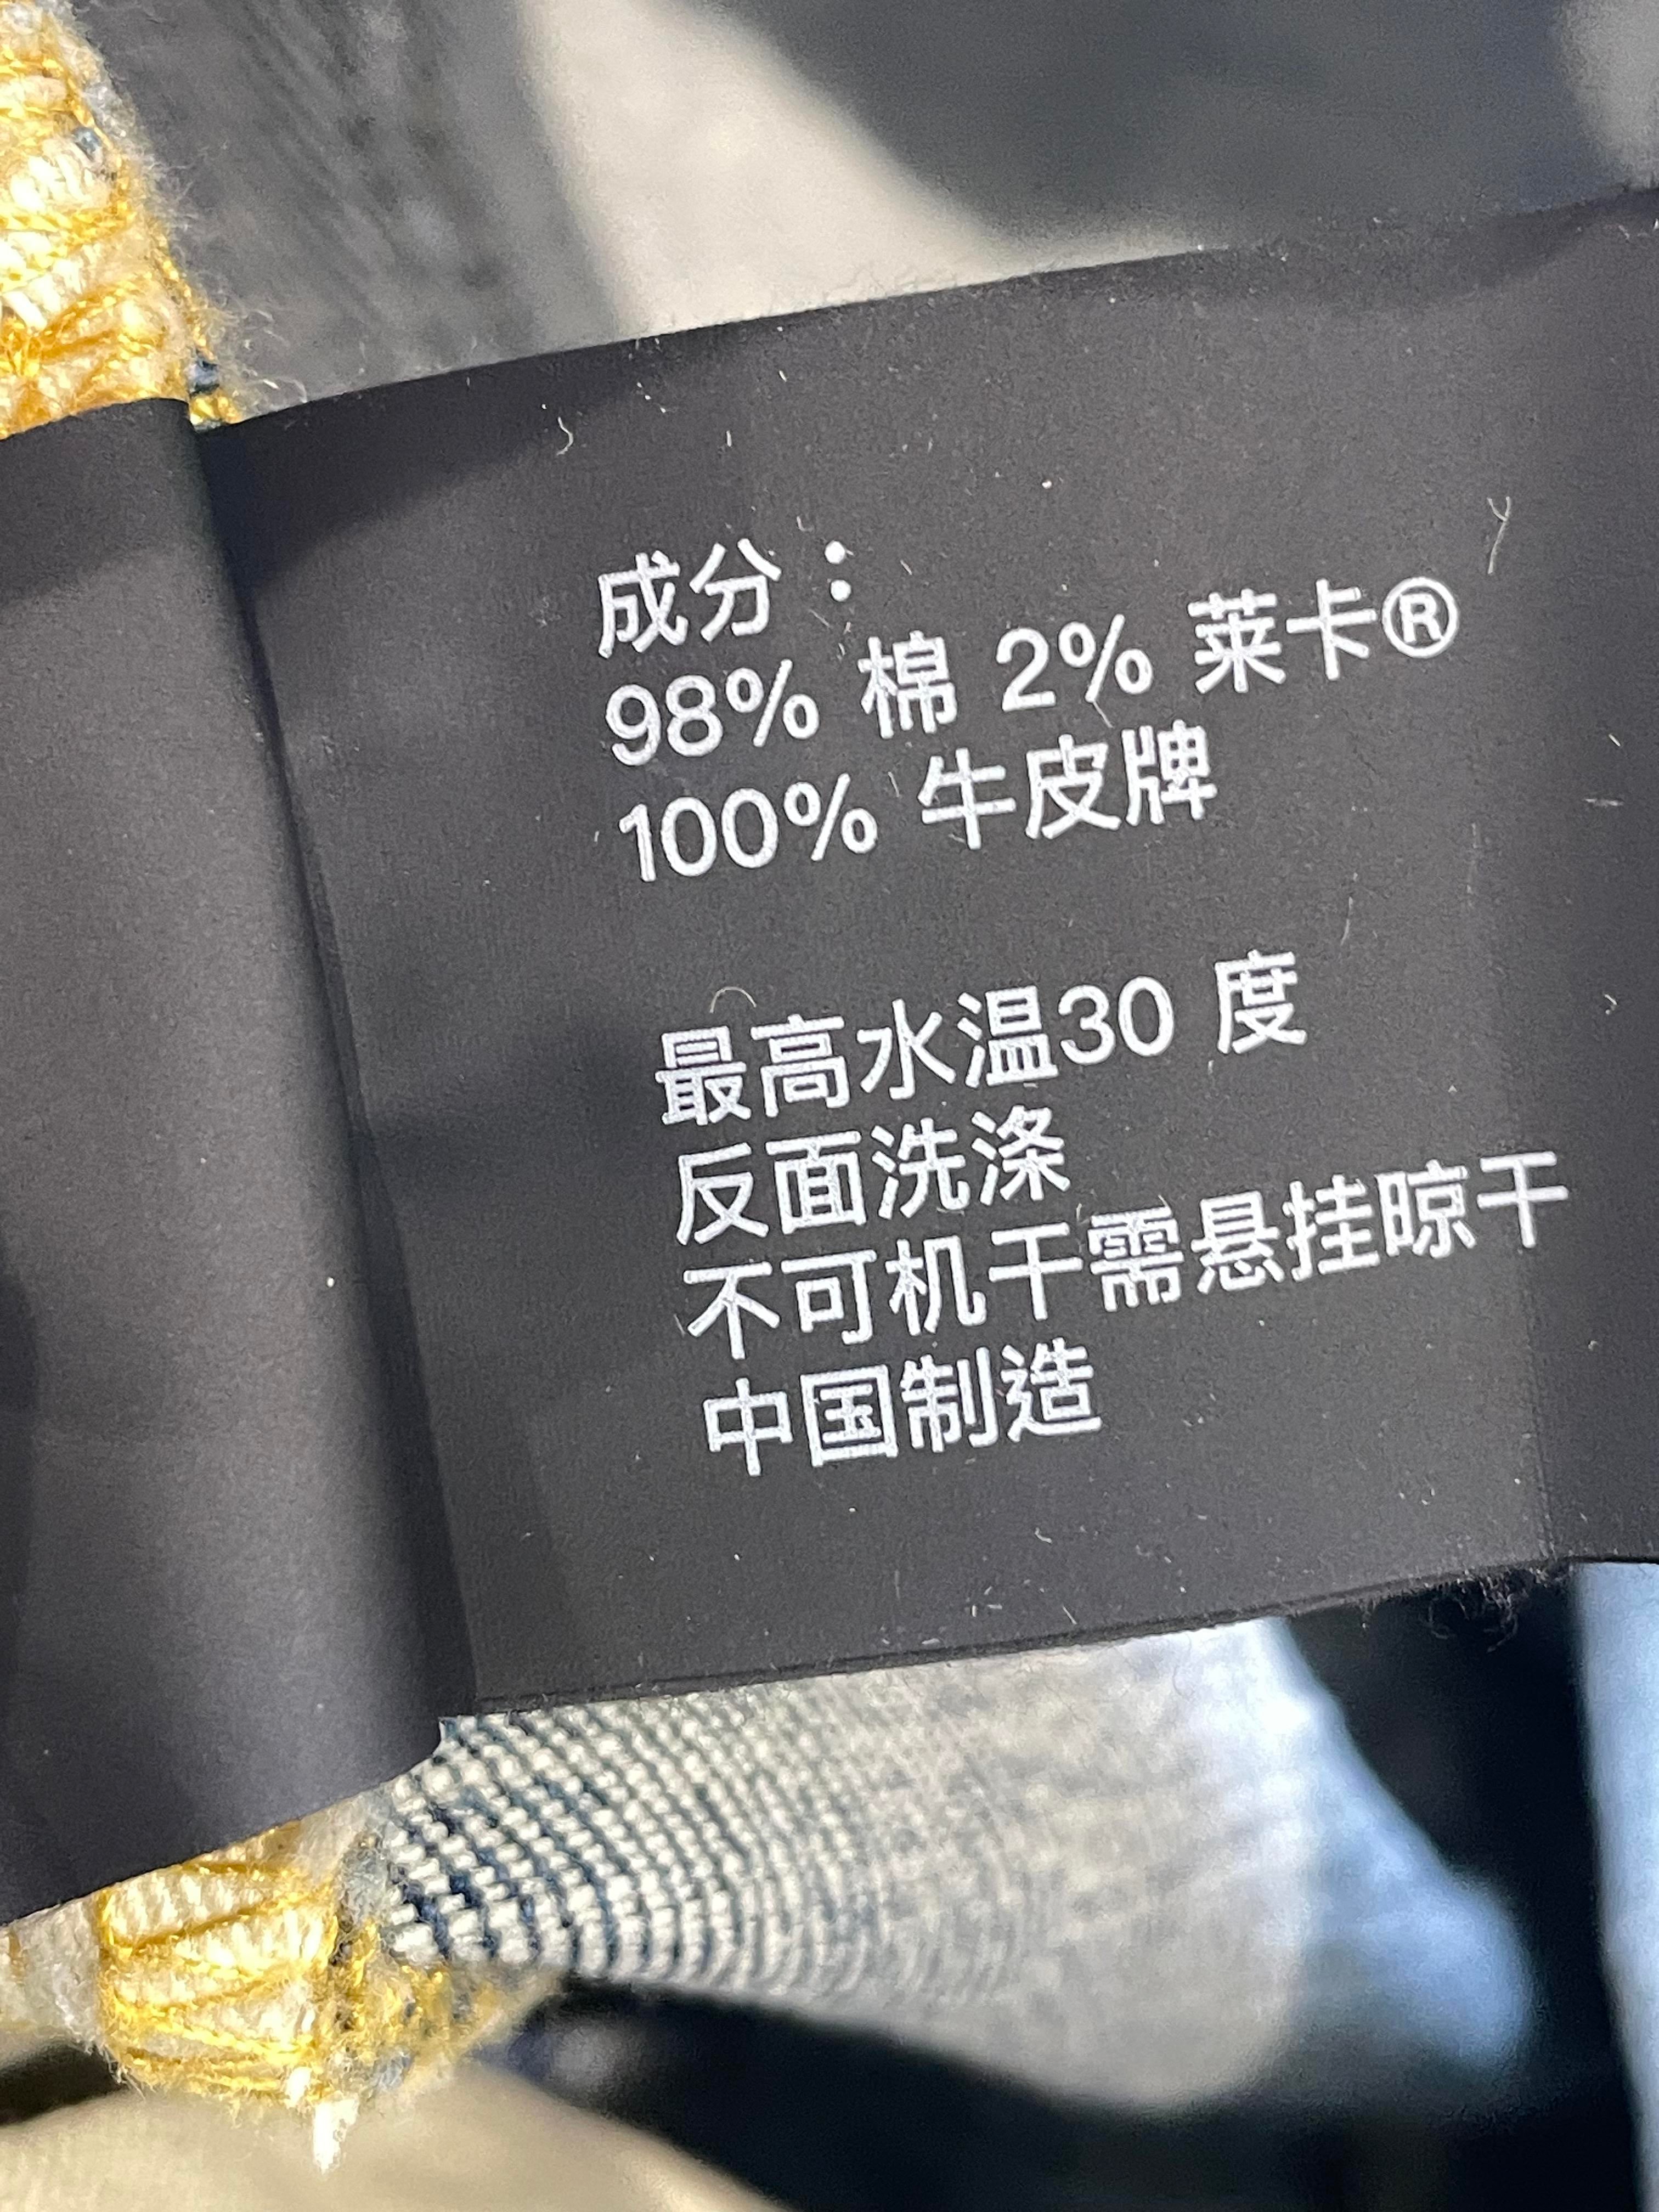 成分：
98% 棉 2% 莱卡®
100% 牛皮牌
最高水温30 度
反面洗涤
不可机干需悬挂晾干
中国制造